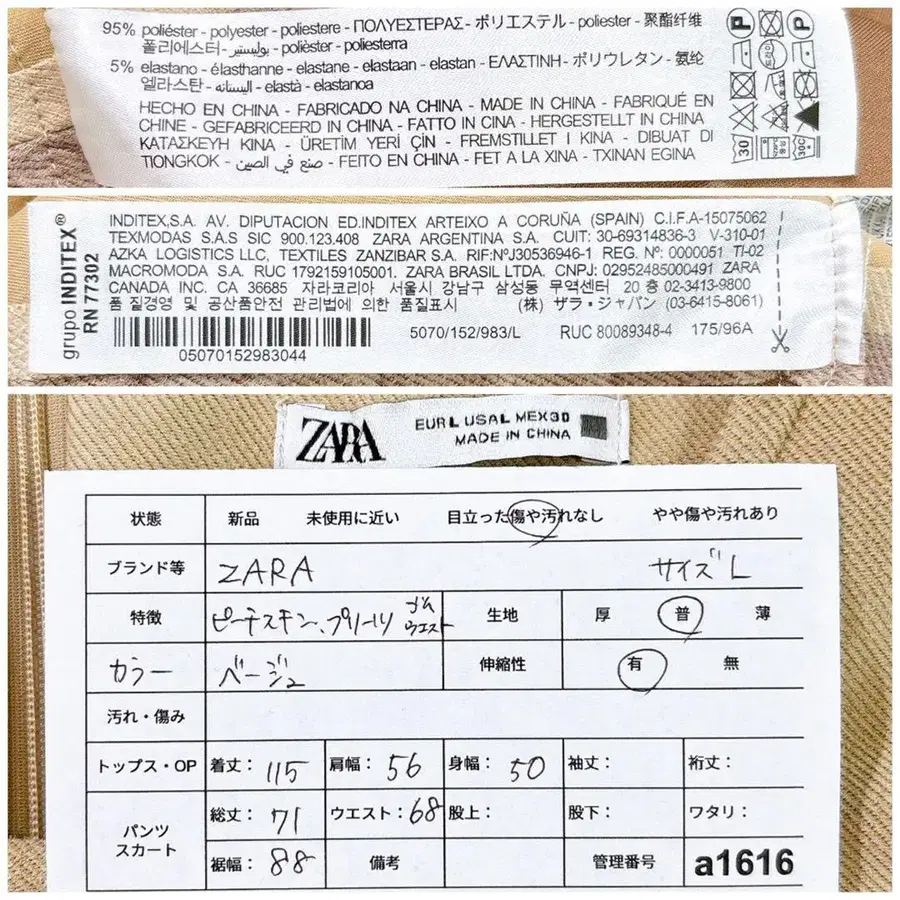 95% poliéster - polyester - poliestere - ΠΟΛΥΕΣΤΕΡΑΣ - ポリエステル - poliester - 聚酯纤维
폴리에스터 - بوليستير - polièster - poliesterra
5% elastano - élasthanne - elastane - elastaan - elastan - ΕΛΑΣΤΙΝΗ - ポリウレタン - 氨纶
엘라스탄 - اليستانه - elastà - elastanoa
HECHO EN CHINA - FABRICADO NA CHINA - MADE IN CHINA - FABRIQUÉ EN
CHINE - GEFABRICEERD IN CHINA - FATTO IN CINA - HERGESTELLT IN CHINA
ΚΑΤΑΣΚΕΥΗ ΚΙΝΑ - ÜRETİM YERİ ÇİN - FREMSTILLET I KINA - DIBUAT DI
TIONGKOK - صنع في الصين - FEITO EN CHINA - FET A LA XINA - TXINAN EGINA
P P
30 30C
grupo INDITEX®
RN 77302
INDITEX,S.A. AV. DIPUTACION ED.INDITEX ARTEIXO A CORUÑA (SPAIN) C.I.F.A-15075062
TEXMODAS S.A.S SIC 900.123.408 ZARA ARGENTINA S.A. CUIT: 30-69314836-3 V-310-01
AZKA LOGISTICS LLC, TEXTILES ZANZIBAR S.A. RIF:NºJ30536946-1 REG. Nº: 0000051 TI-02
MACROMODA S.A. RUC 1792159105001. ZARA BRASIL LTDA. CNPJ: 02952485000491 ZARA
CANADA INC. CA 36685 자라코리아 서울시 강남구 삼성동 무역센터 20 층 02-3413-9800
품 질경영 및 공산품안전 관리법에 의한 품질표시 (株) ザラ・ジャパン (03-6415-8061)
05070152983044
5070/152/983/L RUC 80089348-4 175/96A
ZARA
EUR L USA L MEX 30
MADE IN CHINA
状態 新品 未使用に近い 目立った傷や汚れなし やや傷や汚れあり
ブランド等 ZARA サイズL
特徴 ピーチスキン、プリーツ ゴムウエスト 生地 厚 普 薄
カラー ベージュ 伸縮性 有 無
汚れ・傷み
トップス・OP 着丈: 115 肩幅: 56 身幅: 50 袖丈: 裄丈:
パンツ スカート 総丈: 71 ウエスト: 68 股上: 股下: ワタリ:
裾幅: 88 備考 管理番号 a1616